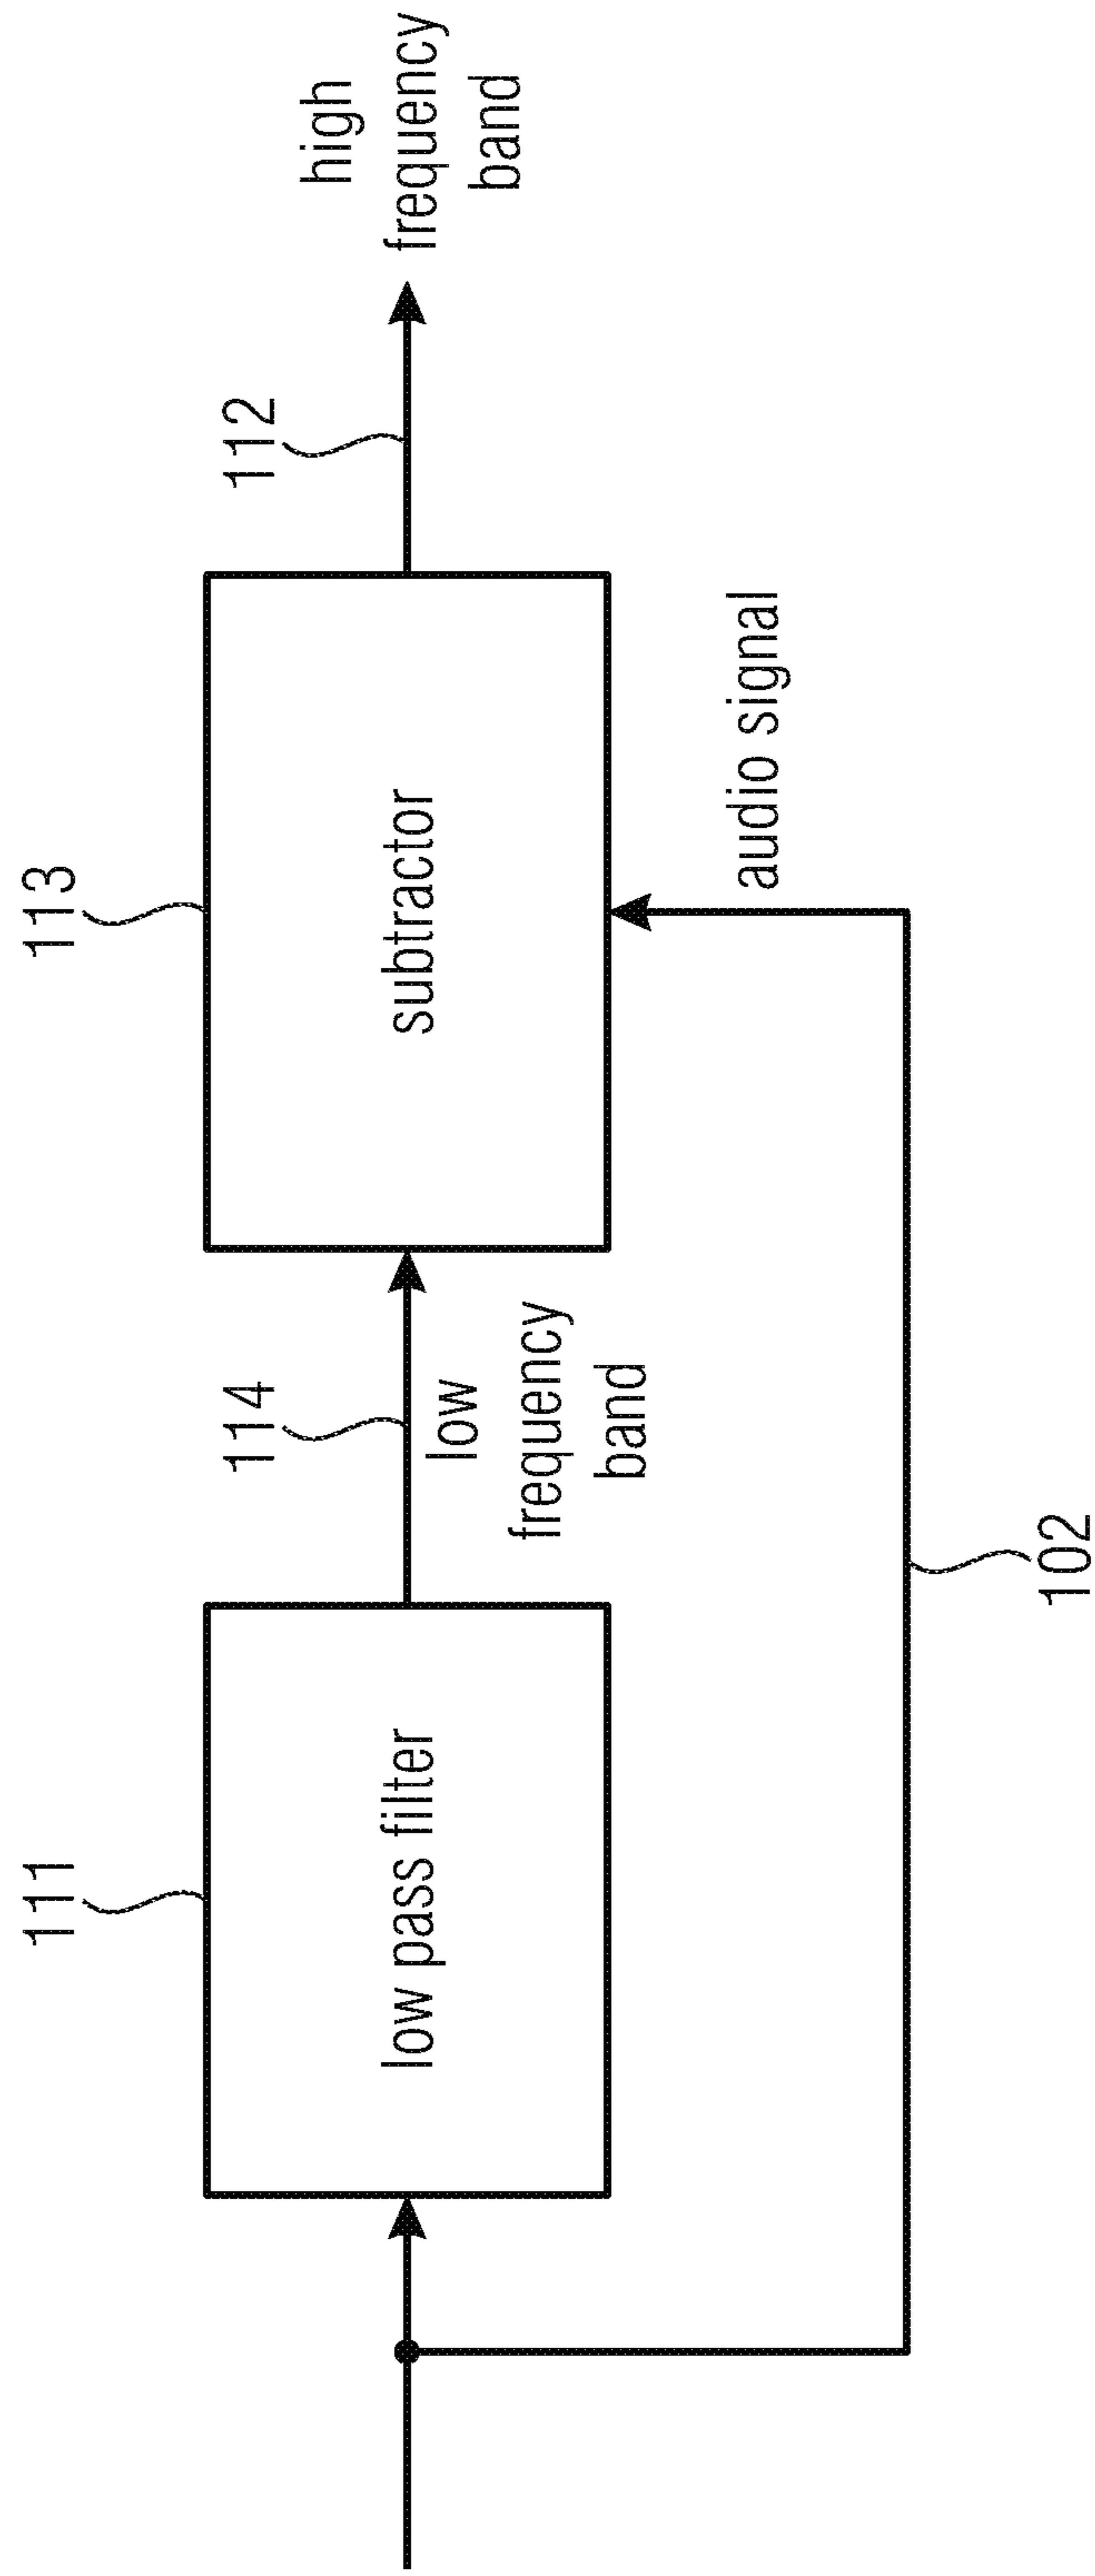 111
low pass filter
114
low
frequency
band
113
subtractor
112
high
frequency
band
audio signal
102